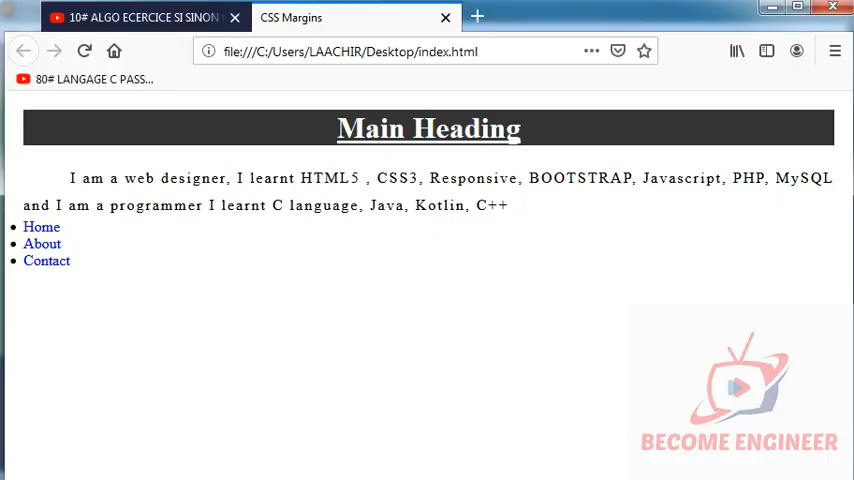 10# ALGO ECERCICE SI SINON
CSS Margins
file:///C:/Users/LAACHIR/Desktop/index.html
80# LANGAGE C PASS...
Main Heading
I am a web designer, I learnt HTML5 , CSS3, Responsive, BOOTSTRAP, Javascript, PHP, MySQL
and I am a programmer I learnt C language, Java, Kotlin, C++
Home
About
Contact
BECOME ENGINEER